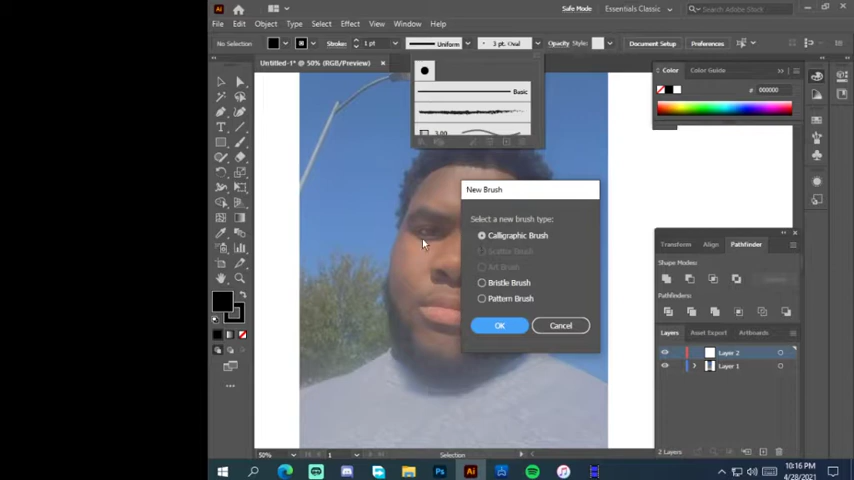 Ai
Safe Mode
Essentials Classic
Search Adobe Stock
File Edit Object Type Select Effect View Window Help
No Selection
Stroke: 1 pt
Uniform
3 pt. Oval
Opacity
Style:
Document Setup
Preferences
Untitled-1* @ 50% (RGB/Preview)
Basic
3.00
Color
Color Guide
# 000000
New Brush
Select a new brush type:
Calligraphic Brush
Scatter Brush
Art Brush
Bristle Brush
Pattern Brush
OK
Cancel
Transform
Align
Pathfinder
Shape Modes:
Pathfinders:
Layers
Asset Export
Artboards
Layer 2
Layer 1
2 Layers
50%
1
Selection
Ps
Ai
10:16 PM
4/28/2021